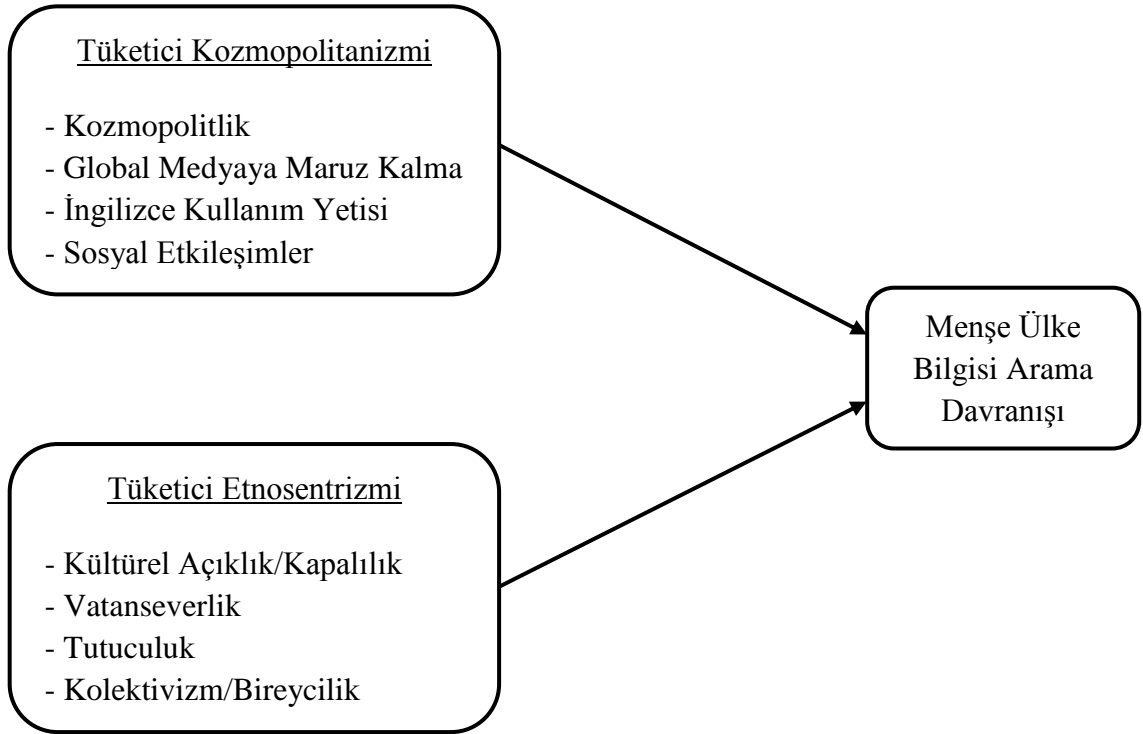 Tüketici Kozmopolitanizmi
- Kozmopolitlik
- Global Medyaya Maruz Kalma
- İngilizce Kullanım Yetisi
- Sosyal Etkileşimler
Menşe Ülke
Bilgisi Arama
Davranışı
Tüketici Etnosentrizmi
- Kültürel Açıklık/Kapalılık
- Vatanseverlik
- Tutuculuk
- Kolektivizm/Bireycilik